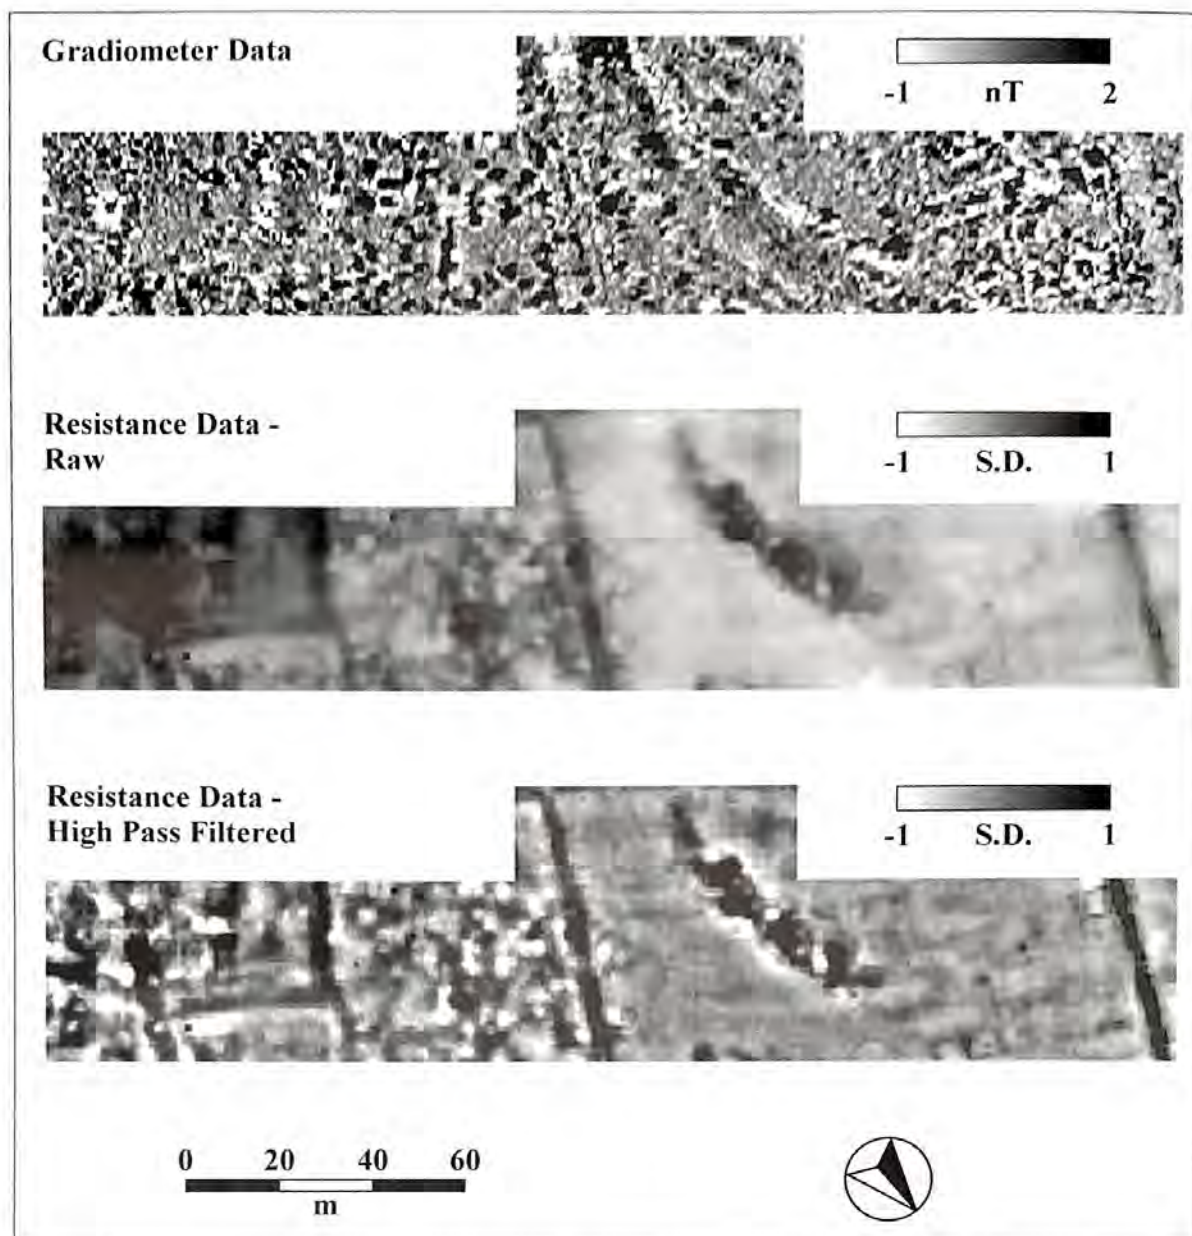 Gradiometer Data
-1 nT 2
Resistance Data -
Raw
-1 S.D. 1
Resistance Data -
High Pass Filtered
-1 S.D. 1
0 20 40 60
m